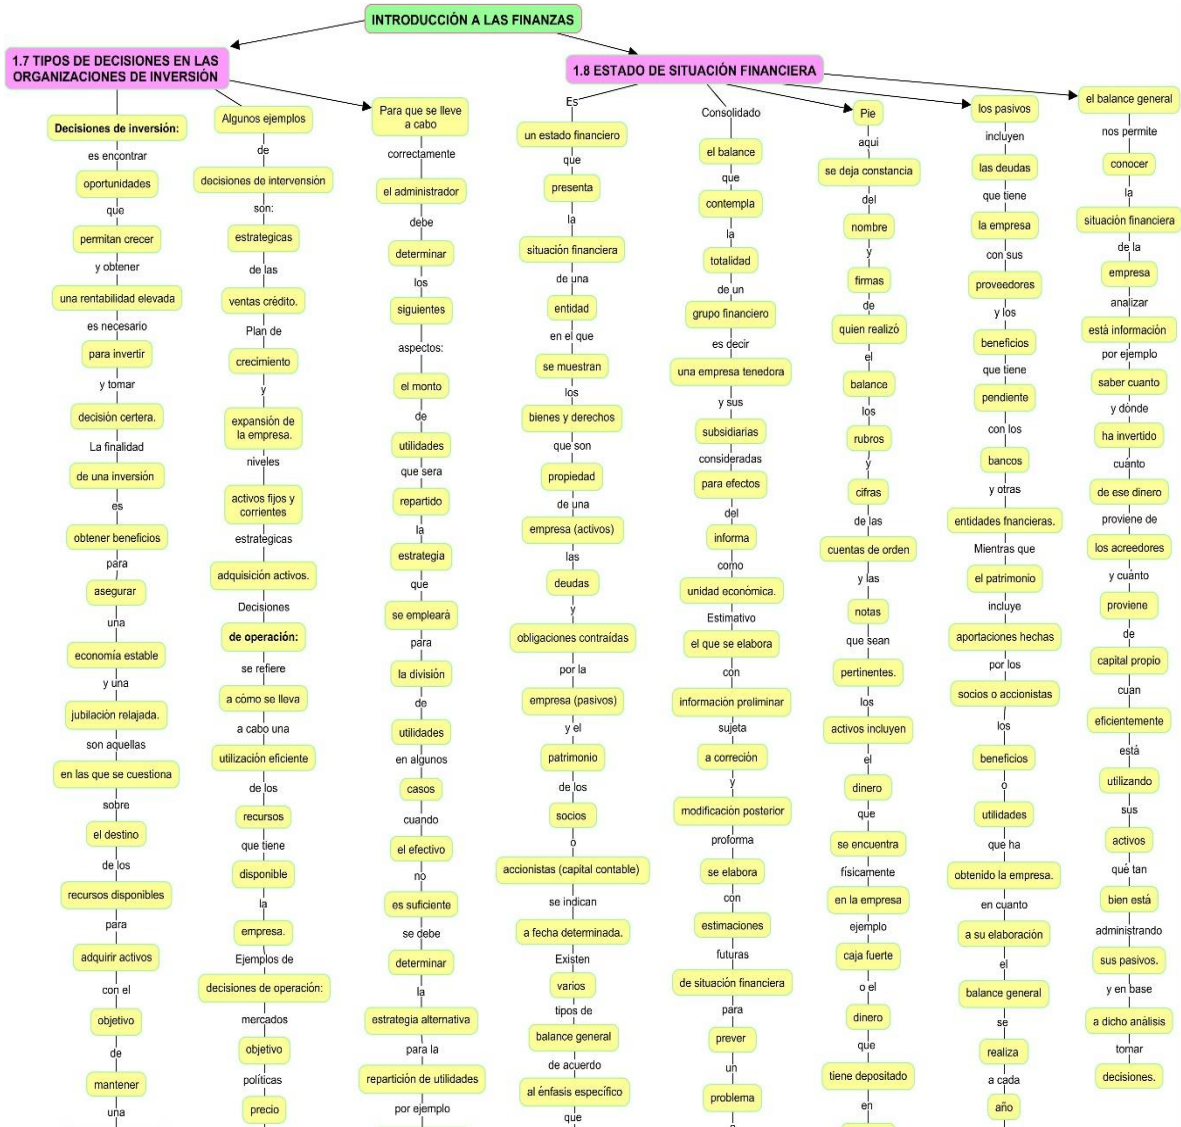 INTRODUCCIÓN A LAS FINANZAS
1.7 TIPOS DE DECISIONES EN LAS
ORGANIZACIONES DE INVERSIÓN
Decisiones de inversión:
es encontrar
oportunidades
que
permitan crecer
y obtener
una rentabilidad elevada
es necesario
para invertir
y tomar
decisión certera.
La finalidad
de una inversión
es
obtener beneficios
para
asegurar
una
economía estable
y una
jubilación relajada.
son aquellas
en las que se cuestiona
sobre
el destino
de los
recursos disponibles
para
adquirir activos
con el
objetivo
de
mantener
una
Algunos ejemplos
de
decisiones de intervensión
son:
estrategicas
de las
ventas crédito.
Plan de
crecimiento
y
expansión de
la empresa.
niveles
activos fijos y
corrientes
estrategicas
adquisición activos.
Decisiones
de operación:
se refiere
a cómo se lleva
a cabo una
utilización eficiente
de los
recursos
que tiene
disponible
la
empresa.
Ejemplos de
decisiones de operación:
mercados
objetivo
políticas
precio
Para que se lleve
a cabo
correctamente
el administrador
debe
determinar
los
siguientes
aspectos:
el monto
de
utilidades
que sera
repartido
la
estrategia
que
se empleará
para
la división
de
utilidades
en algunos
casos
cuando
el efectivo
no
es suficiente
se debe
determinar
la
estrategia alternativa
para la
repartición de utilidades
por ejemplo
1.8 ESTADO DE SITUACIÓN FINANCIERA
Es
un estado financiero
que
presenta
la
situación financiera
de una
entidad
en el que
se muestran
los
bienes y derechos
que son
propiedad
de una
empresa (activos)
las
deudas
y
obligaciones contraídas
por la
empresa (pasivos)
y el
patrimonio
de los
socios
o
accionistas (capital contable)
se indican
a fecha determinada.
Existen
varios
tipos de
balance general
de acuerdo
al énfasis específico
que
Consolidado
el balance
que
contempla
la
totalidad
de un
grupo financiero
es decir
una empresa tenedora
y sus
subsidiarias
consideradas
para efectos
del
informa
como
unidad económica.
Estimativo
el que se elabora
con
información preliminar
sujeta
a correción
y
modificación posterior
proforma
se elabora
con
estimaciones
futuras
de situación financiera
para
prever
un
problema
Pie
aquí
se deja constancia
del
nombre
y
firmas
de
quien realizó
el
balance
los
rubros
y
cifras
de las
cuentas de orden
y las
notas
que sean
pertinentes.
los
activos incluyen
el
dinero
que
se encuentra
físicamente
en la empresa
ejemplo
caja fuerte
o el
dinero
que
tiene depositado
en
los pasivos
incluyen
las deudas
que tiene
la empresa
con sus
proveedores
y los
beneficios
que tiene
pendiente
con los
bancos
y otras
entidades fnancieras.
Mientras que
el patrimonio
incluye
aportaciones hechas
por los
socios o accionistas
los
beneficios
o
utilidades
que ha
obtenido la empresa.
en cuanto
a su elaboración
el
balance general
se
realiza
a cada
año
el balance general
nos permite
conocer
la
situación financiera
de la
empresa
analizar
está información
por ejemplo
saber cuanto
y dónde
ha invertido
cuánto
de ese dinero
proviene de
los acreedores
y cuánto
proviene
de
capital propio
cuan
eficientemente
está
utilizando
sus
activos
qué tan
bien está
administrando
sus pasivos.
y en base
a dicho análisis
tomar
decisiones.